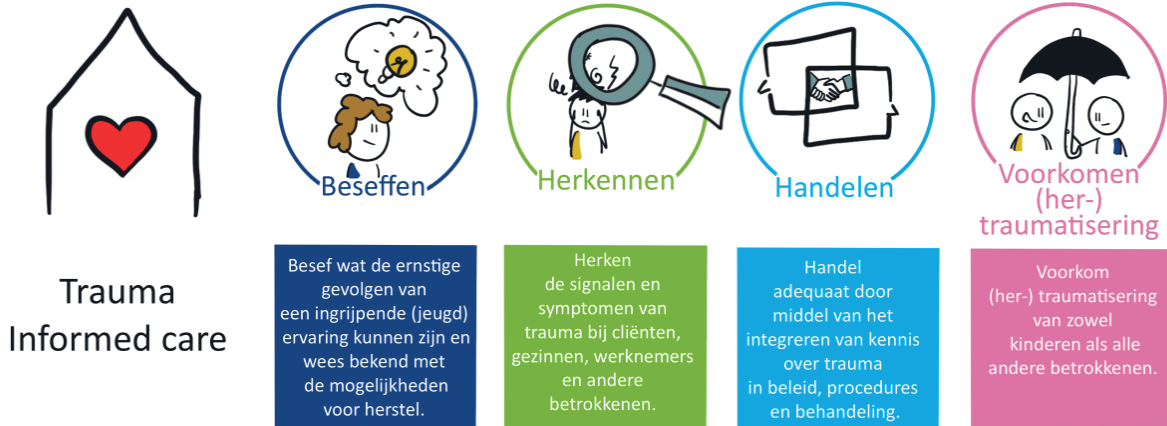 Trauma
Informed care
Beseffen
Besef wat de ernstige
gevolgen van
een ingrijpende (jeugd)
ervaring kunnen zijn en
wees bekend met
de mogelijkheden
voor herstel.
Herkennen
Herken
de signalen en
symptomen van
trauma bij cliënten,
gezinnen, werknemers
en andere
betrokkenen.
Handelen
Handel
adequaat door
middel van het
integreren van kennis
over trauma
in beleid, procedures
en behandeling.
Voorkomen
(her-)
traumatisering
Voorkom
(her-) traumatisering
van zowel
kinderen als alle
andere betrokkenen.